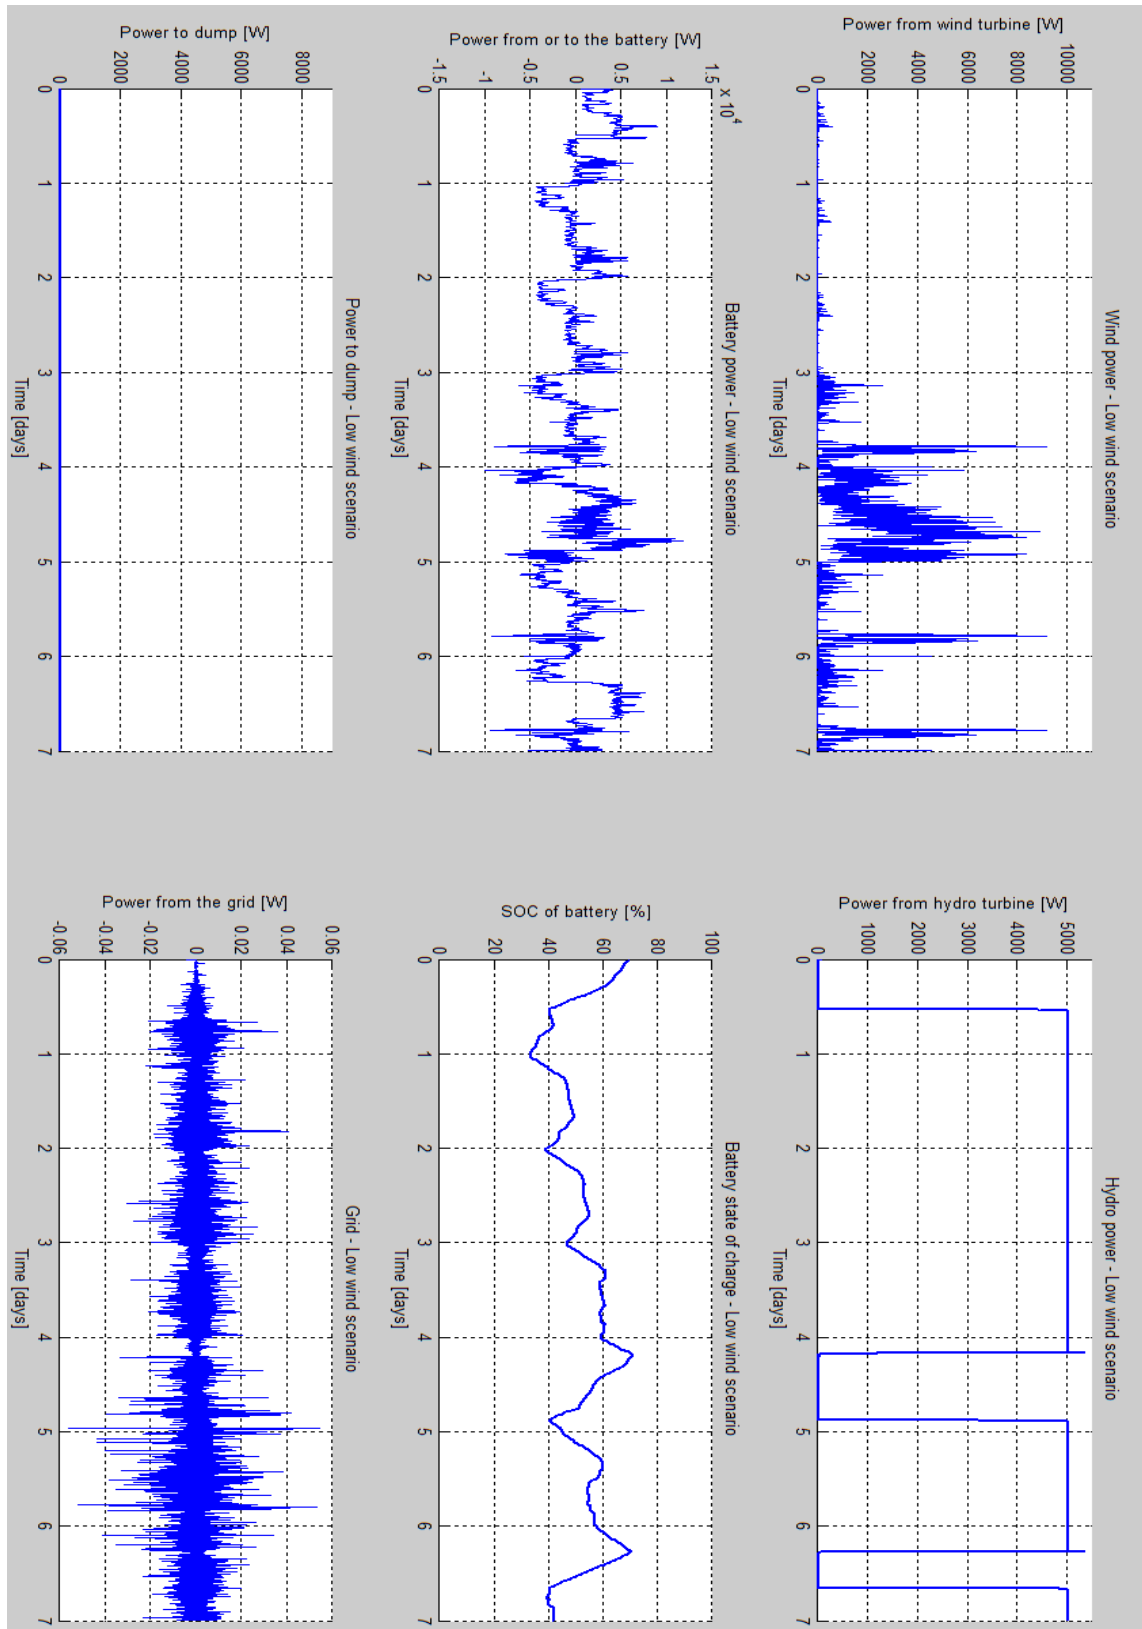 Wind power - Low wind scenario
Power from wind turbine [W]
10000
8000
6000
4000
2000
0
0 1 2 3 4 5 6 7
Time [days]
Hydro power - Low wind scenario
Power from hydro turbine [W]
5000
4000
3000
2000
1000
0
0 1 2 3 4 5 6 7
Time [days]
Battery power - Low wind scenario
Power from or to the battery [W]
x 10^4
1.5
1
0.5
0
-0.5
-1
-1.5
0 1 2 3 4 5 6 7
Time [days]
Battery state of charge - Low wind scenario
SOC of battery [%]
100
80
60
40
20
0
0 1 2 3 4 5 6 7
Time [days]
Power to dump - Low wind scenario
Power to dump [W]
8000
6000
4000
2000
0
0 1 2 3 4 5 6 7
Time [days]
Grid - Low wind scenario
Power from the grid [W]
0.06
0.04
0.02
0
-0.02
-0.04
-0.06
0 1 2 3 4 5 6 7
Time [days]